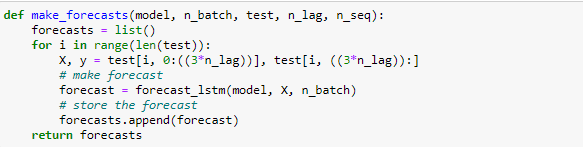 def make_forecasts(model, n_batch, test, n_lag, n_seq):
    forecasts = list()
    for i in range(len(test)):
        X, y = test[i, 0:((3*n_lag))], test[i, ((3*n_lag)):]
        # make forecast
        forecast = forecast_lstm(model, X, n_batch)
        # store the forecast
        forecasts.append(forecast)
    return forecasts